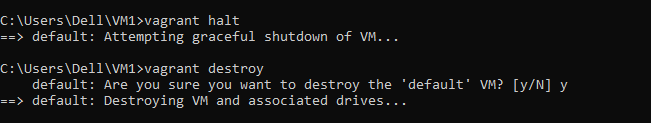 C:\Users\Dell\VM1>vagrant halt
==> default: Attempting graceful shutdown of VM...
C:\Users\Dell\VM1>vagrant destroy
    default: Are you sure you want to destroy the 'default' VM? [y/N] y
==> default: Destroying VM and associated drives...